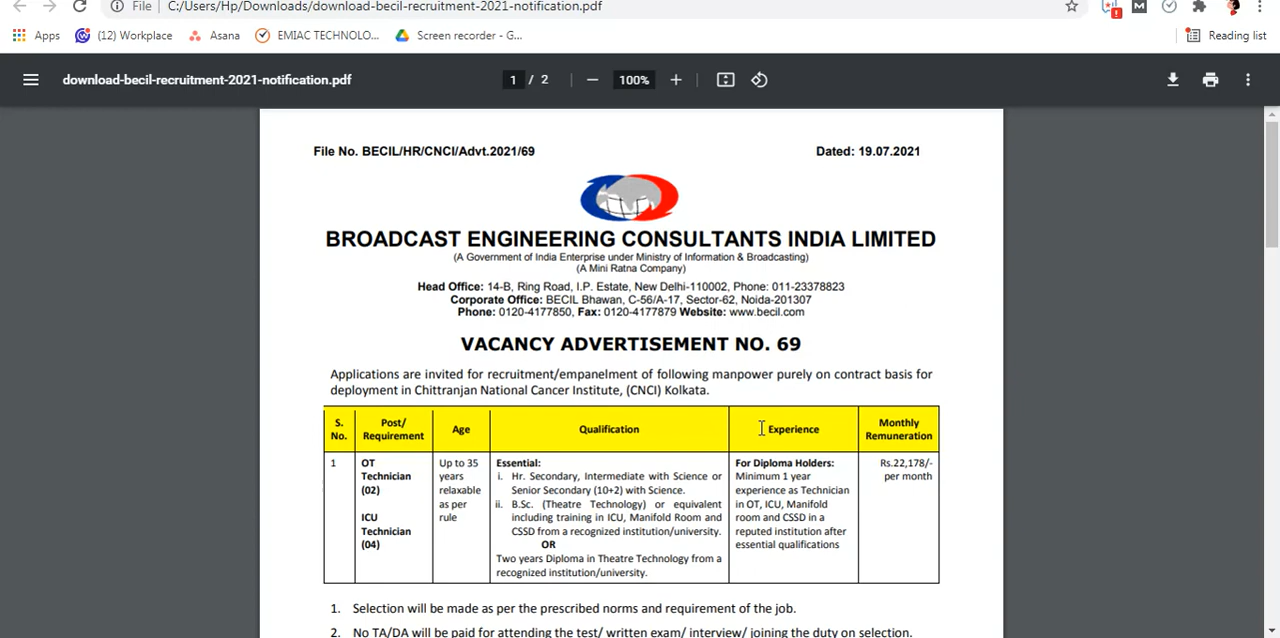 File C:/Users/Hp/Downloads/download-becil-recruitment-2021-notification.pdf
Apps (12) Workplace Asana EMIAC TECHNOLO... Screen recorder - G... Reading list
download-becil-recruitment-2021-notification.pdf 1 / 2 100%
File No. BECIL/HR/CNCI/Advt.2021/69 Dated: 19.07.2021
BROADCAST ENGINEERING CONSULTANTS INDIA LIMITED
(A Government of India Enterprise under Ministry of Information & Broadcasting)
(A Mini Ratna Company)
Head Office: 14-B, Ring Road, I.P. Estate, New Delhi-110002, Phone: 011-23378823
Corporate Office: BECIL Bhawan, C-56/A-17, Sector-62, Noida-201307
Phone: 0120-4177850, Fax: 0120-4177879 Website: www.becil.com
VACANCY ADVERTISEMENT NO. 69
Applications are invited for recruitment/empanelment of following manpower purely on contract basis for
deployment in Chittranjan National Cancer Institute, (CNCI) Kolkata.
S.
No.
Post/
Requirement
Age
Qualification
Experience
Monthly
Remuneration
1
OT
Technician
(02)
ICU
Technician
(04)
Up to 35
years
relaxable
as per
rule
Essential:
i. Hr. Secondary, Intermediate with Science or
Senior Secondary (10+2) with Science.
ii. B.Sc. (Theatre Technology) or equivalent
including training in ICU, Manifold Room and
CSSD from a recognized institution/university.
OR
Two years Diploma in Theatre Technology from a
recognized institution/university.
For Diploma Holders:
Minimum 1 year
experience as Technician
in OT, ICU, Manifold
room and CSSD in a
reputed institution after
essential qualifications
Rs.22,178/-
per month
1. Selection will be made as per the prescribed norms and requirement of the job.
2. No TA/DA will be paid for attending the test/ written exam/ interview/ joining the duty on selection.